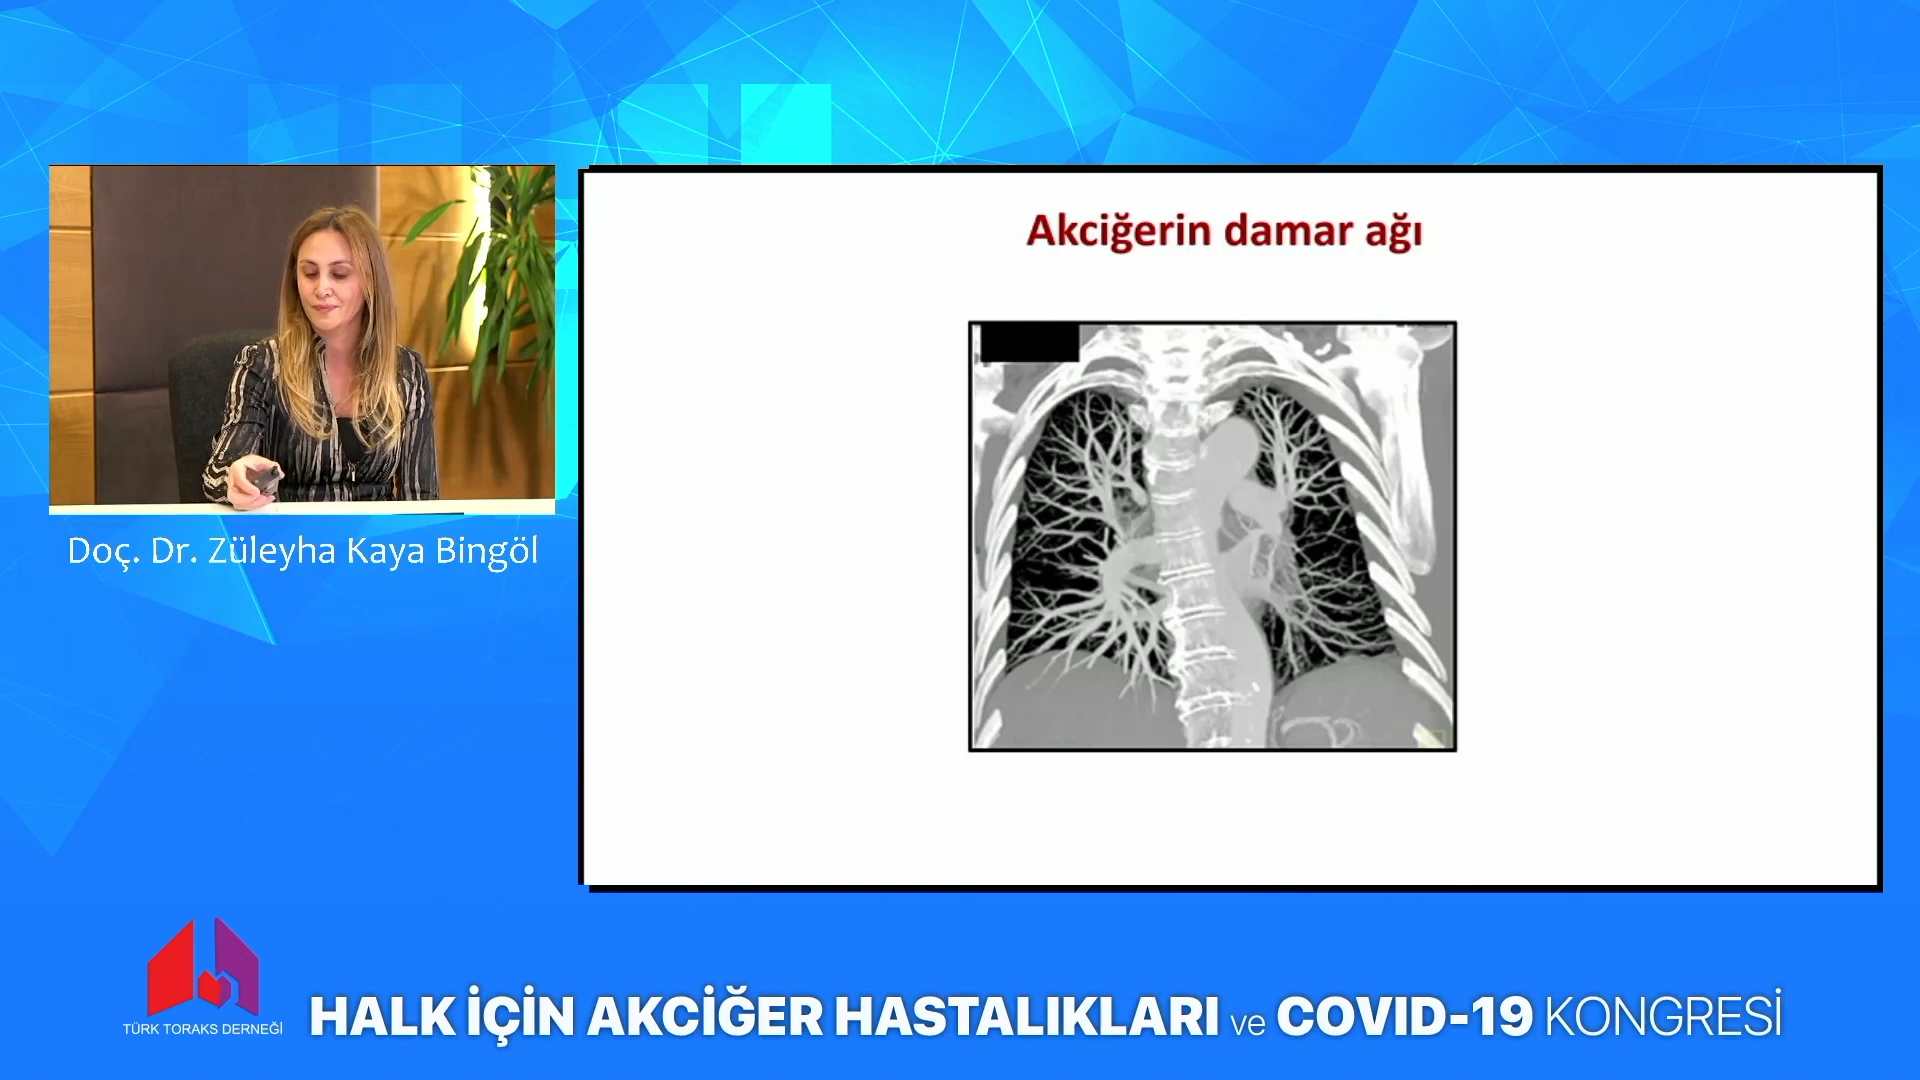 Akciğerin damar ağı
Doç. Dr. Züleyha Kaya Bingöl
TÜRK TORAKS DERNEĞİ
HALK İÇİN AKCİĞER HASTALIKLARI ve COVID-19 KONGRESİ